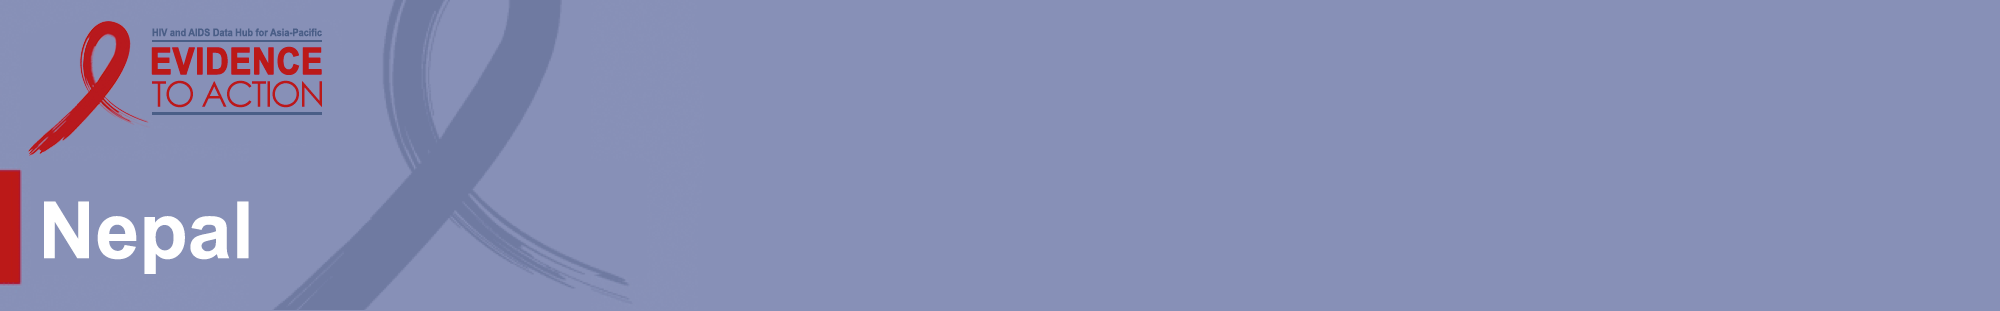 HIV and AIDS Data Hub for Asia-Pacific
EVIDENCE
TO ACTION
Nepal